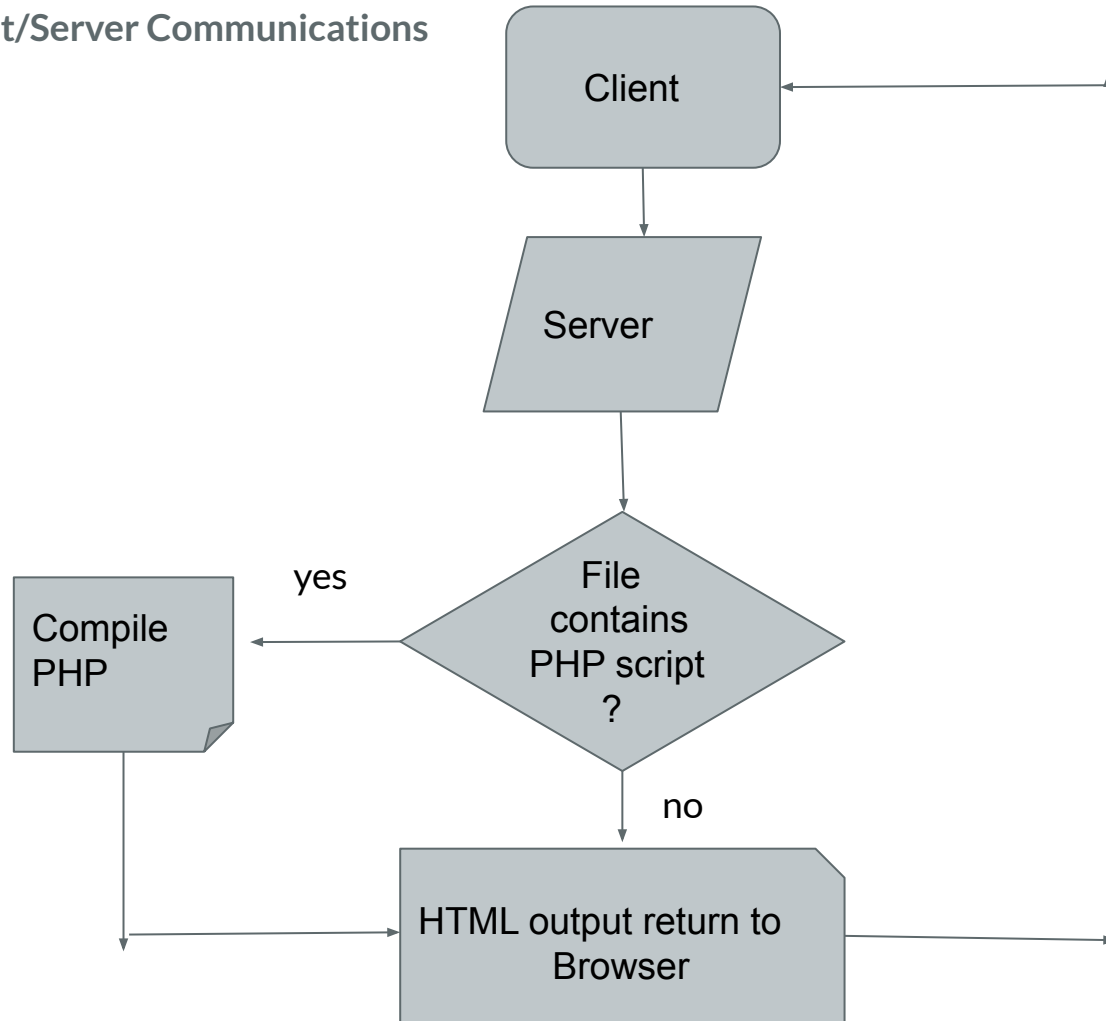 t/Server Communications
Client
Server
File
contains
PHP script
?
yes
Compile
PHP
no
HTML output return to
Browser